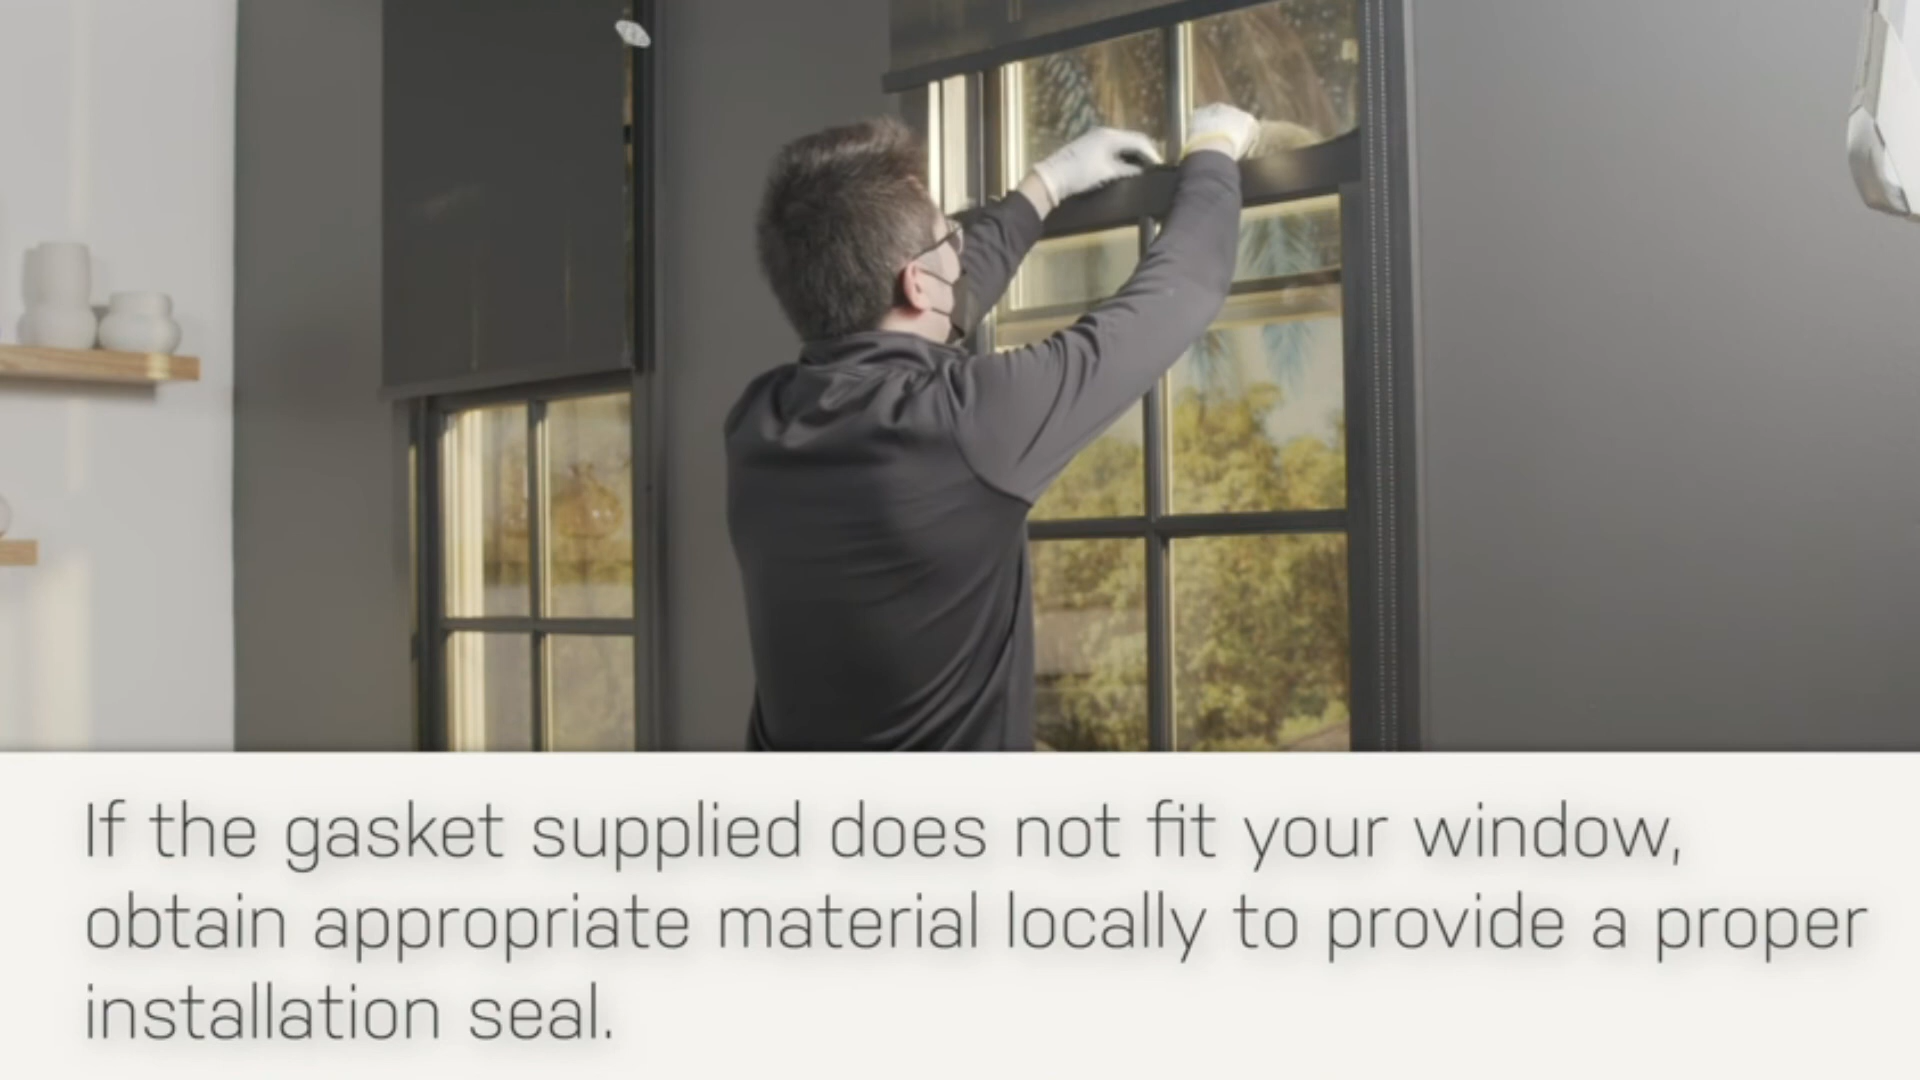 If the gasket supplied does not fit your window,
obtain appropriate material locally to provide a proper
installation seal.